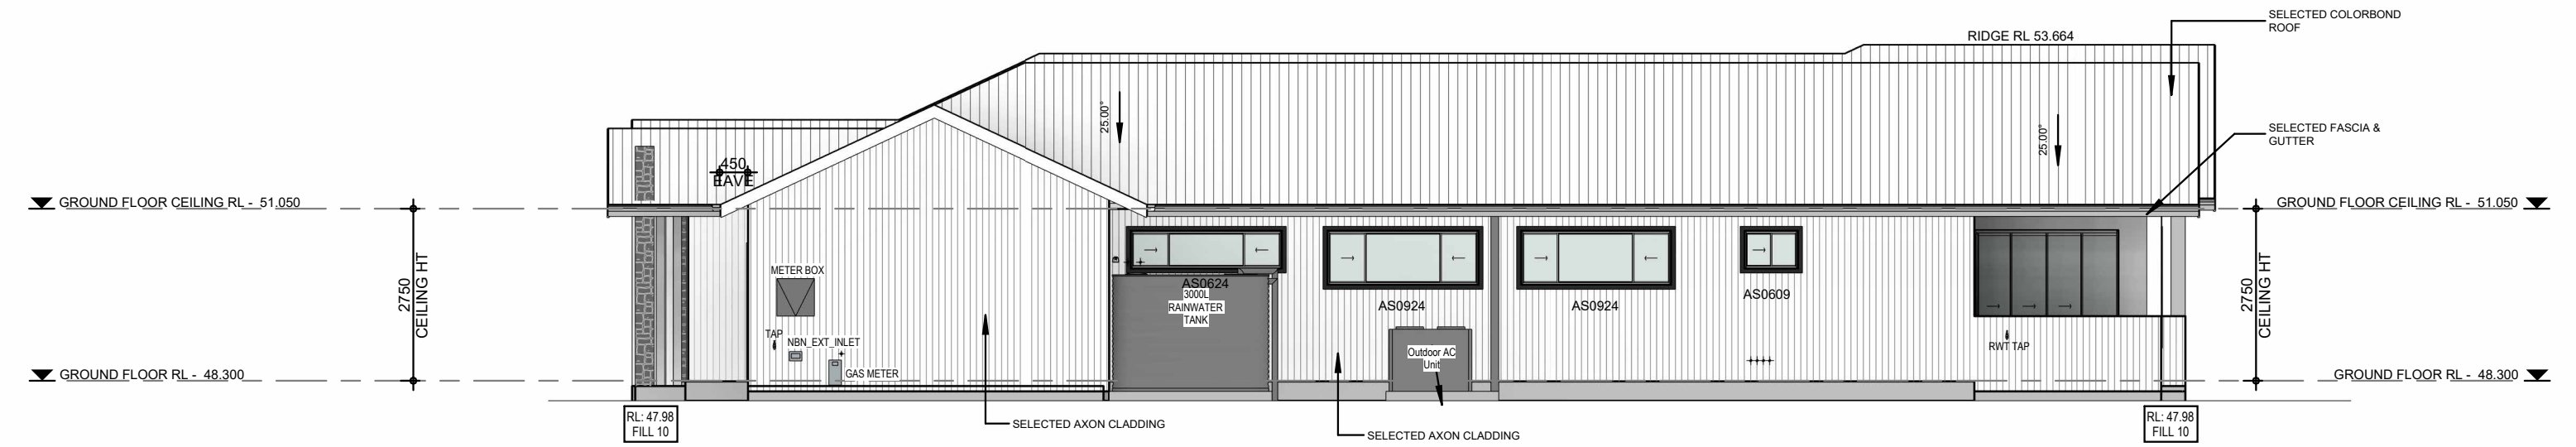 SELECTED COLORBOND
ROOF
RIDGE RL 53.664
25.00°
25.00°
SELECTED FASCIA &
GUTTER
450
EAVE
GROUND FLOOR CEILING RL - 51.050
GROUND FLOOR CEILING RL - 51.050
2750
CEILING HT
METER BOX
TAP
NBN_EXT_INLET
GAS METER
AS0624
3000L
RAINWATER
TANK
AS0924
AS0924
AS0609
Outdoor AC
Unit
RWT TAP
2750
CEILING HT
GROUND FLOOR RL - 48.300
GROUND FLOOR RL - 48.300
RL: 47.98
FILL 10
SELECTED AXON CLADDING
SELECTED AXON CLADDING
RL: 47.98
FILL 10